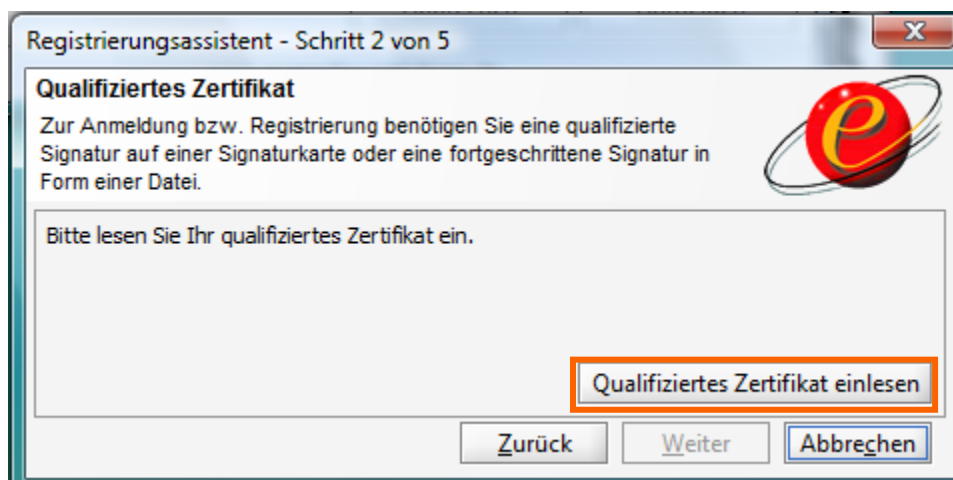 Registrierungsassistent - Schritt 2 von 5
Qualifiziertes Zertifikat
Zur Anmeldung bzw. Registrierung benötigen Sie eine qualifizierte
Signatur auf einer Signaturkarte oder eine fortgeschrittene Signatur in
Form einer Datei.
e
Bitte lesen Sie Ihr qualifiziertes Zertifikat ein.
Qualifiziertes Zertifikat einlesen
Zurück Weiter Abbrechen